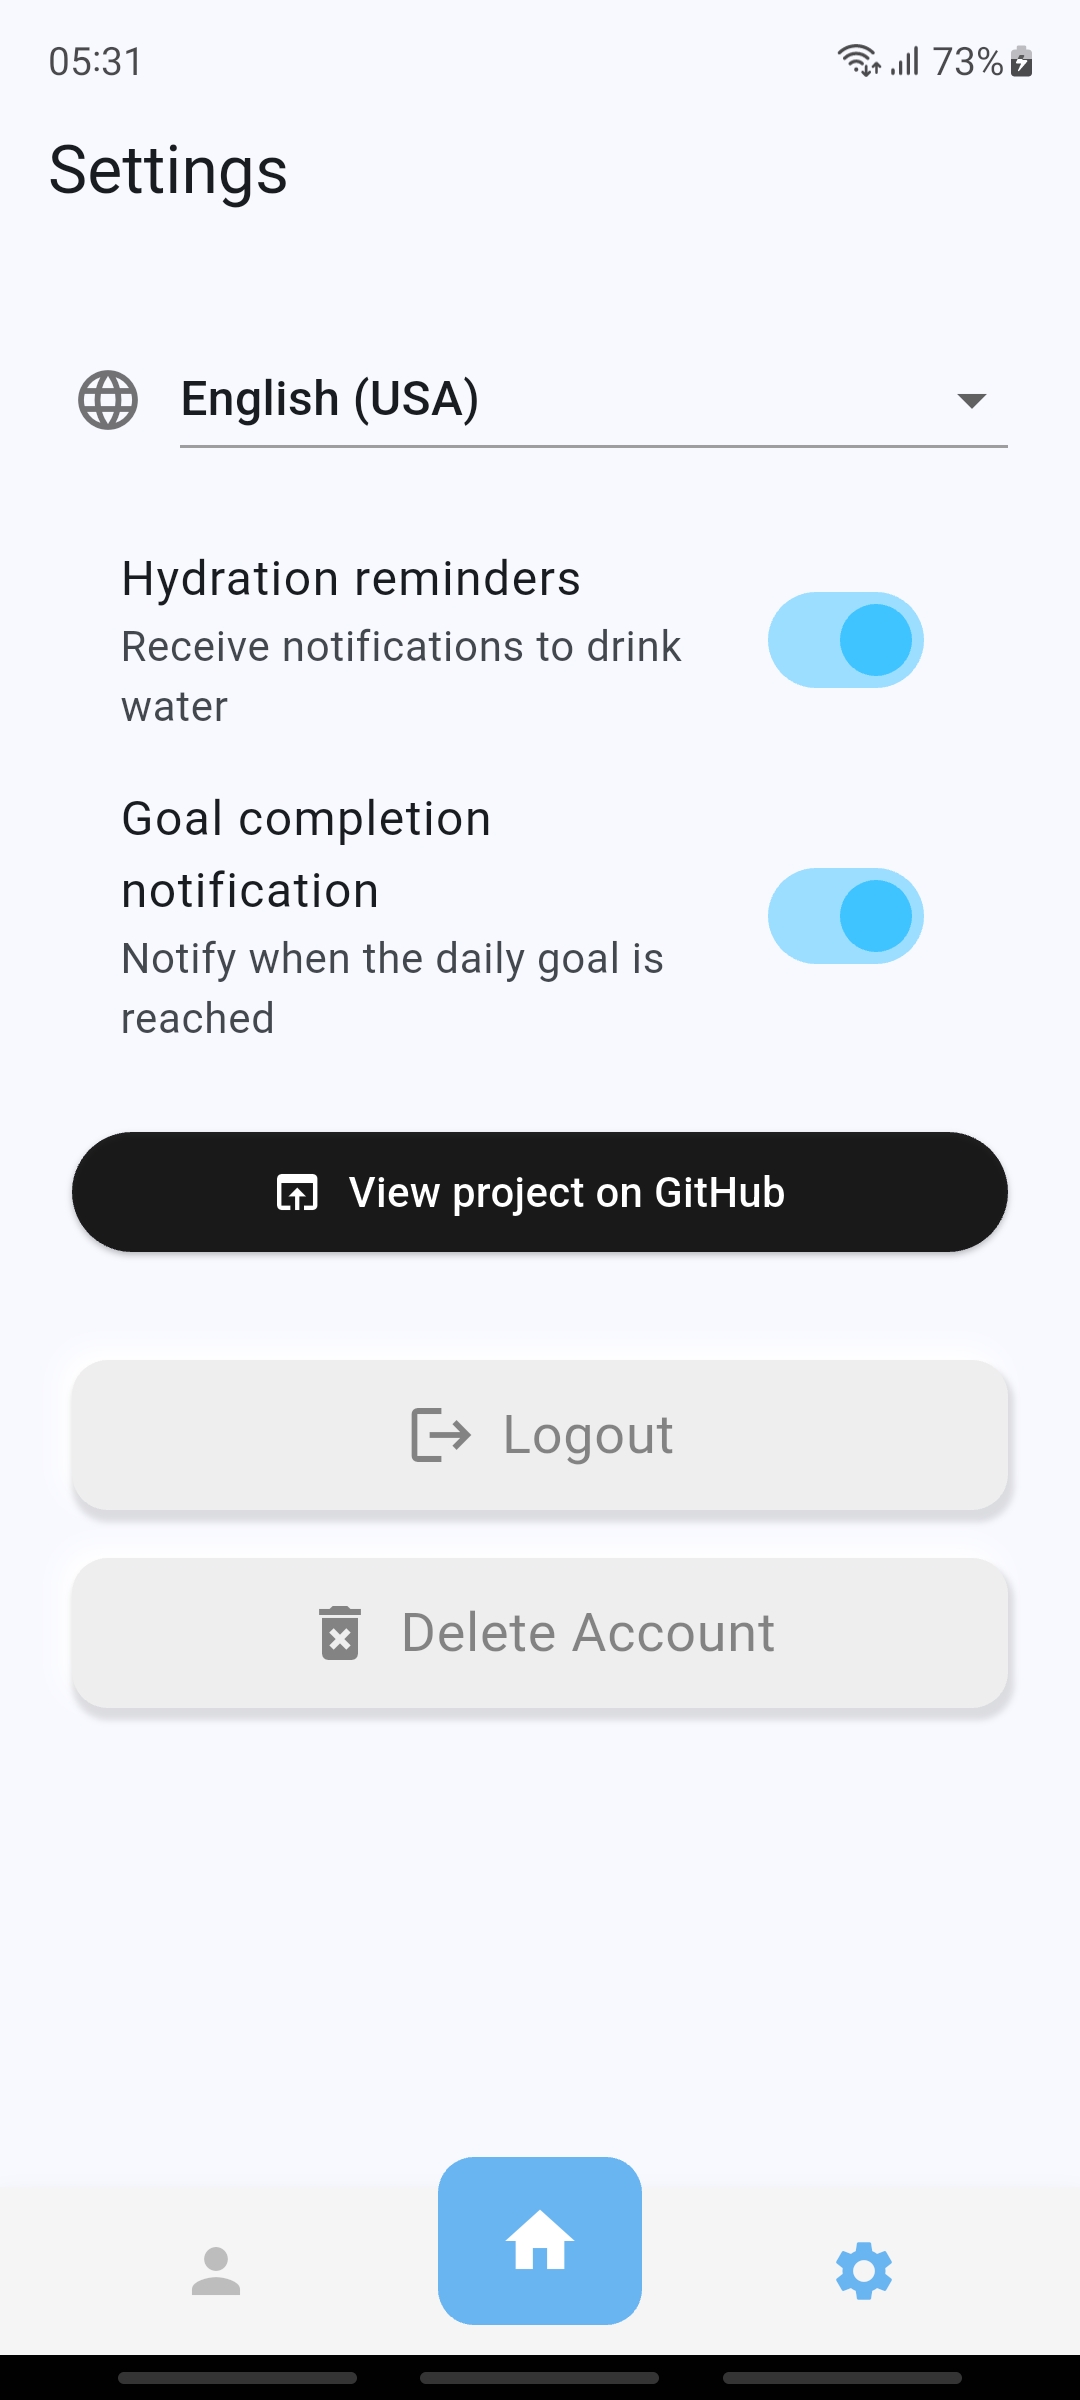 05:31
73%
Settings
English (USA)
Hydration reminders
Receive notifications to drink
water
Goal completion
notification
Notify when the daily goal is
reached
View project on GitHub
Logout
Delete Account